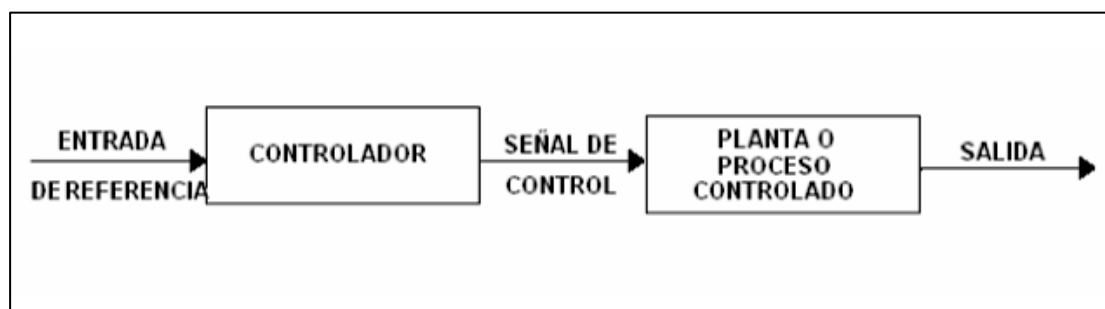 ENTRADA
DE REFERENCIA
CONTROLADOR
SEÑAL DE
CONTROL
PLANTA O
PROCESO
CONTROLADO
SALIDA